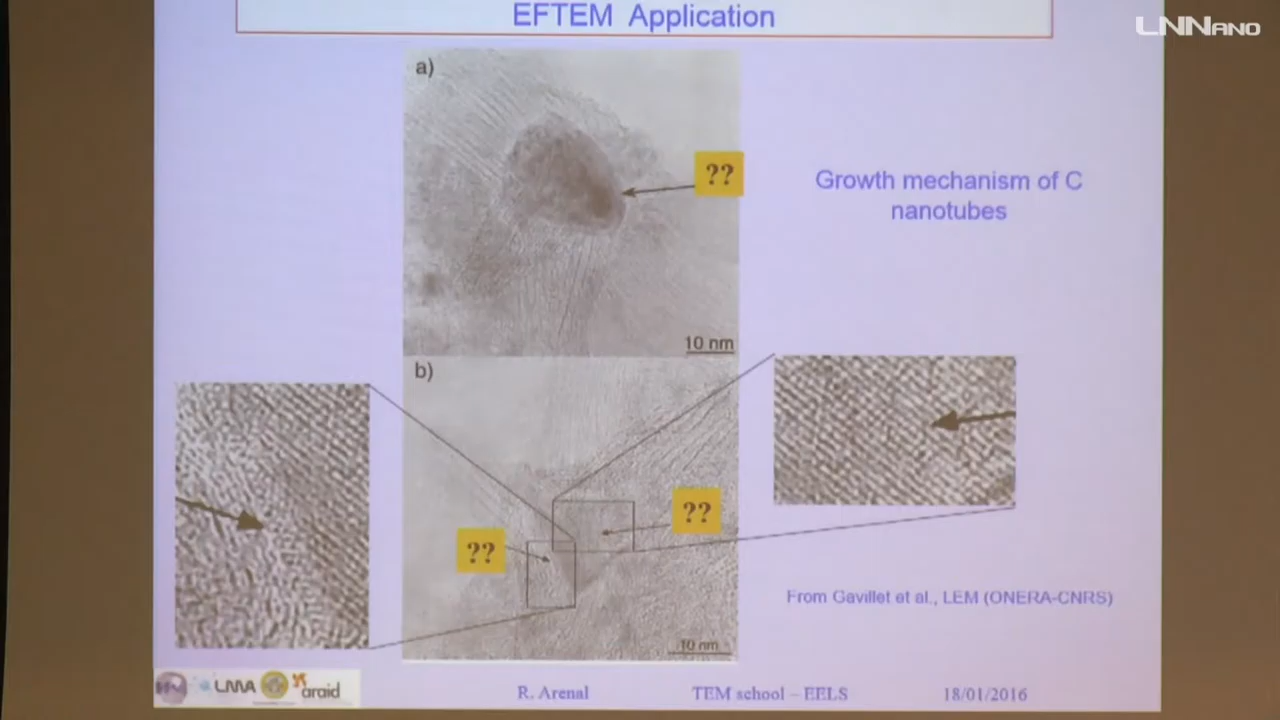 EFTEM Application
LNNANO
a)
??
Growth mechanism of C
nanotubes
10 nm
b)
??
??
From Gavillet et al., LEM (ONERA-CNRS)
10 nm
LMA
araid
R. Arenal
TEM school – EELS
18/01/2016